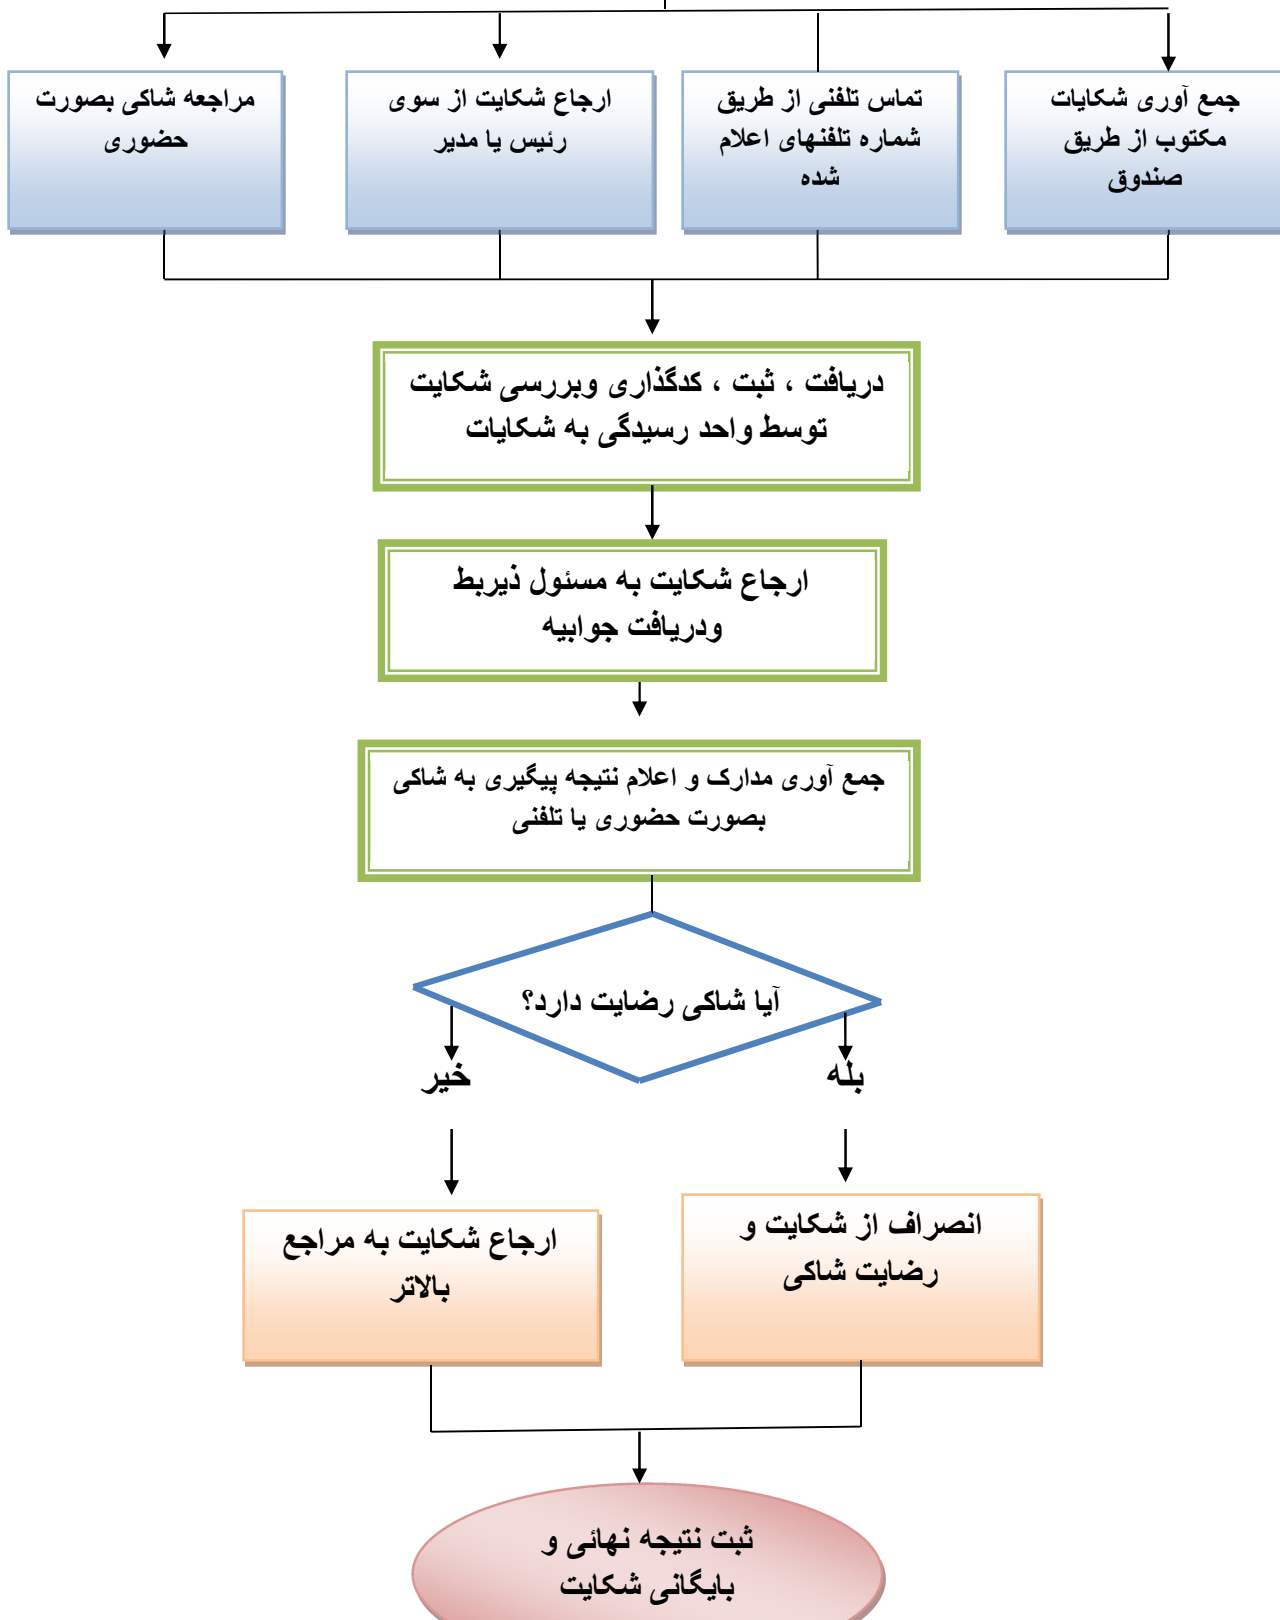 جمع آوری شکایات
مکتوب از طریق
صندوق
تماس تلفنی از طریق
شماره تلفنهای اعلام
شده
ارجاع شکایت از سوی
رئیس یا مدیر
مراجعه شاکی بصورت
حضوری
دریافت ، ثبت ، کدگذاری وبررسی شکایت
توسط واحد رسیدگی به شکایات
ارجاع شکایت به مسئول ذیربط
ودریافت جوابیه
جمع آوری مدارک و اعلام نتیجه پیگیری به شاکی
بصورت حضوری یا تلفنی
آیا شاکی رضایت دارد؟
بله
خیر
انصراف از شکایت و
رضایت شاکی
ارجاع شکایت به مراجع
بالاتر
ثبت نتیجه نهائی و
بایگانی شکایت